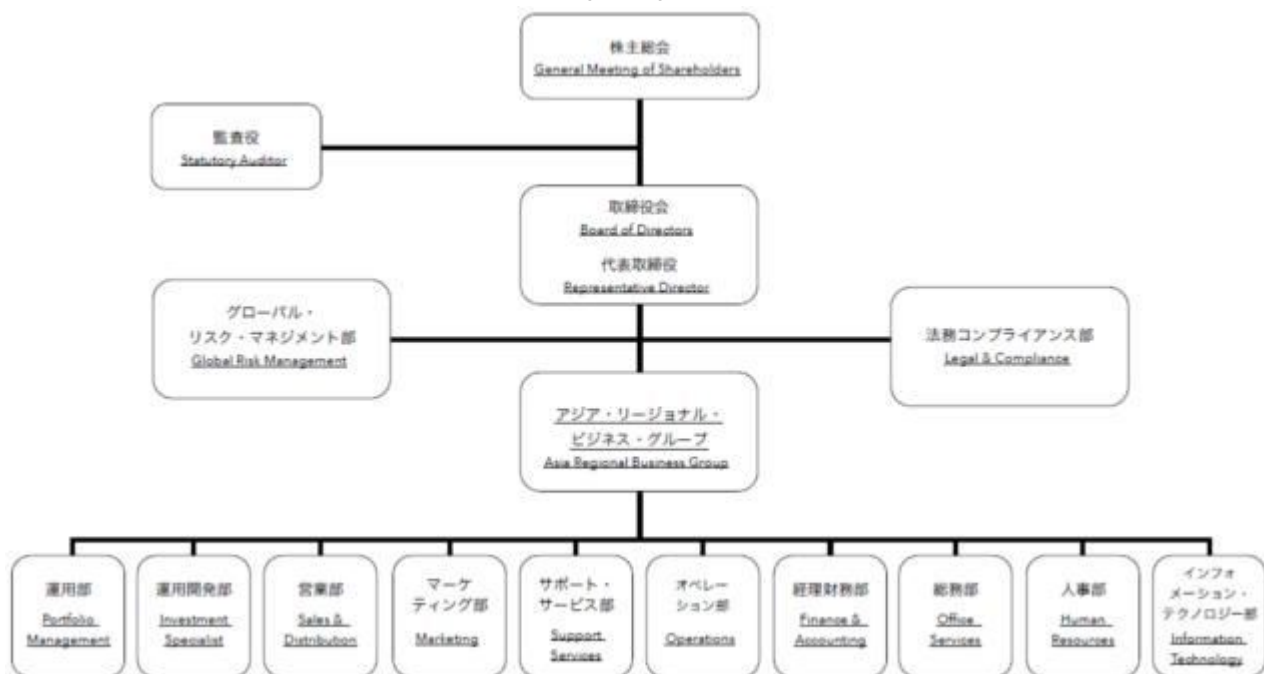 株主総会
General Meeting of Shareholders
監査役
Statutory Auditor
取締役会
Board of Directors
代表取締役
Representative Director
グローバル・
リスク・マネジメント部
Global Risk Management
法務コンプライアンス部
Legal & Compliance
アジア・リージョナル・
ビジネス・グループ
Asia Regional Business Group
運用部
Portfolio
Management
運用開発部
Investment
Specialist
営業部
Sales &
Distribution
マーケ
ティング部
Marketing
サポート・
サービス部
Support
Services
オペレー
ション部
Operations
経理財務部
Finance &
Accounting
総務部
Office
Services
人事部
Human
Resources
インフォ
メーション・
テクノロジー部
Information
Technology